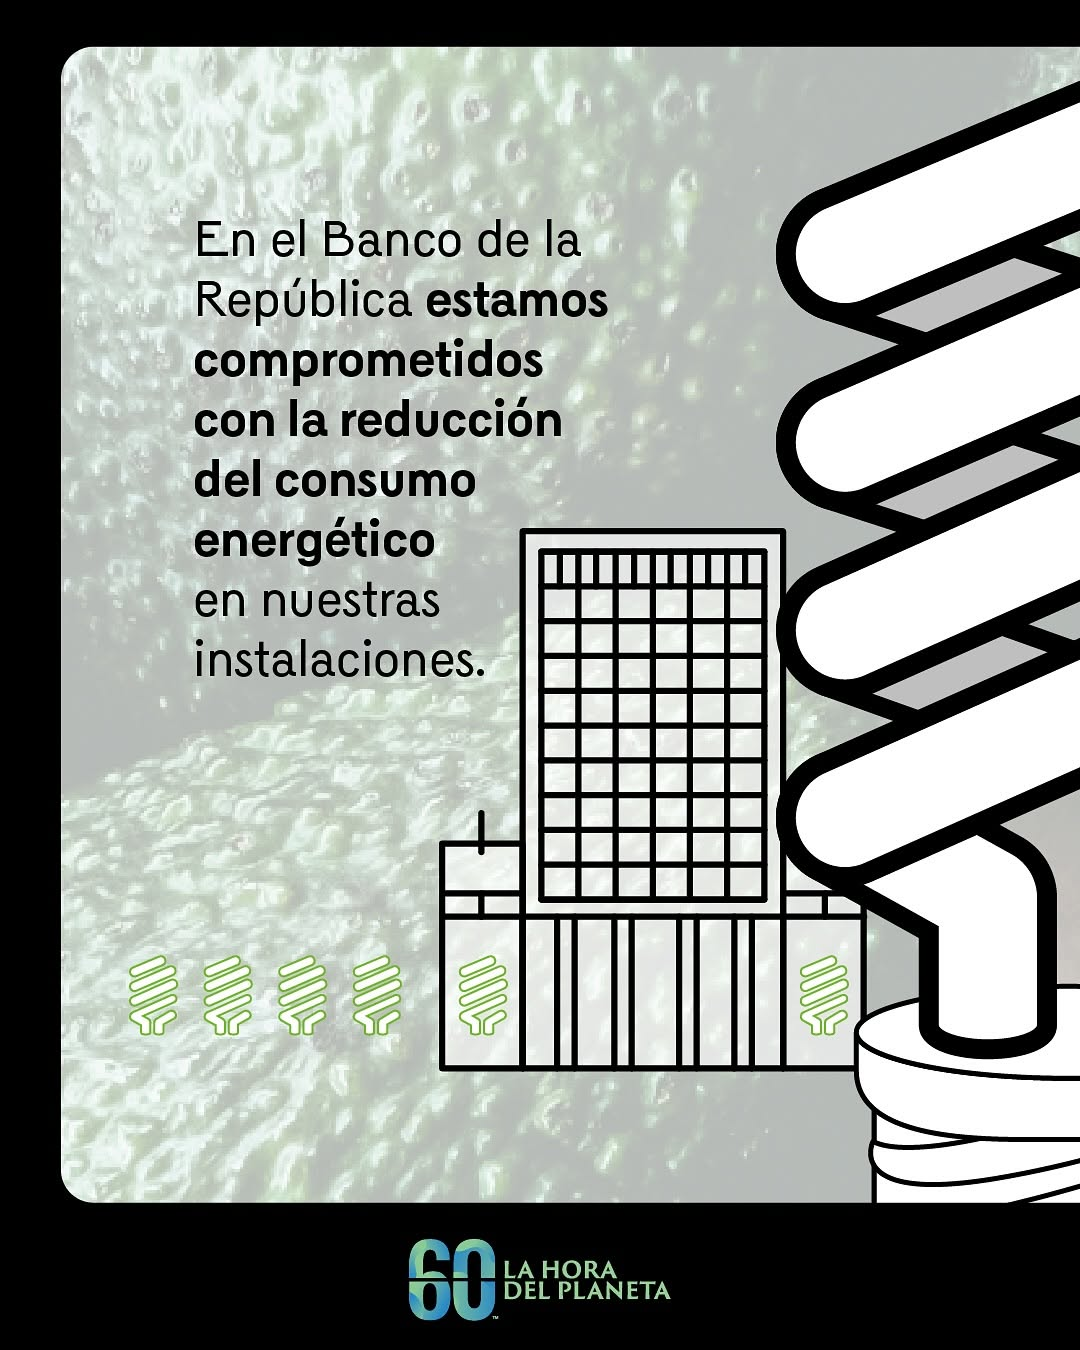 En el Banco de la
República estamos
comprometidos
con la reducción
del consumo
energético
en nuestras
instalaciones.
60 LA HORA
DEL PLANETA
™